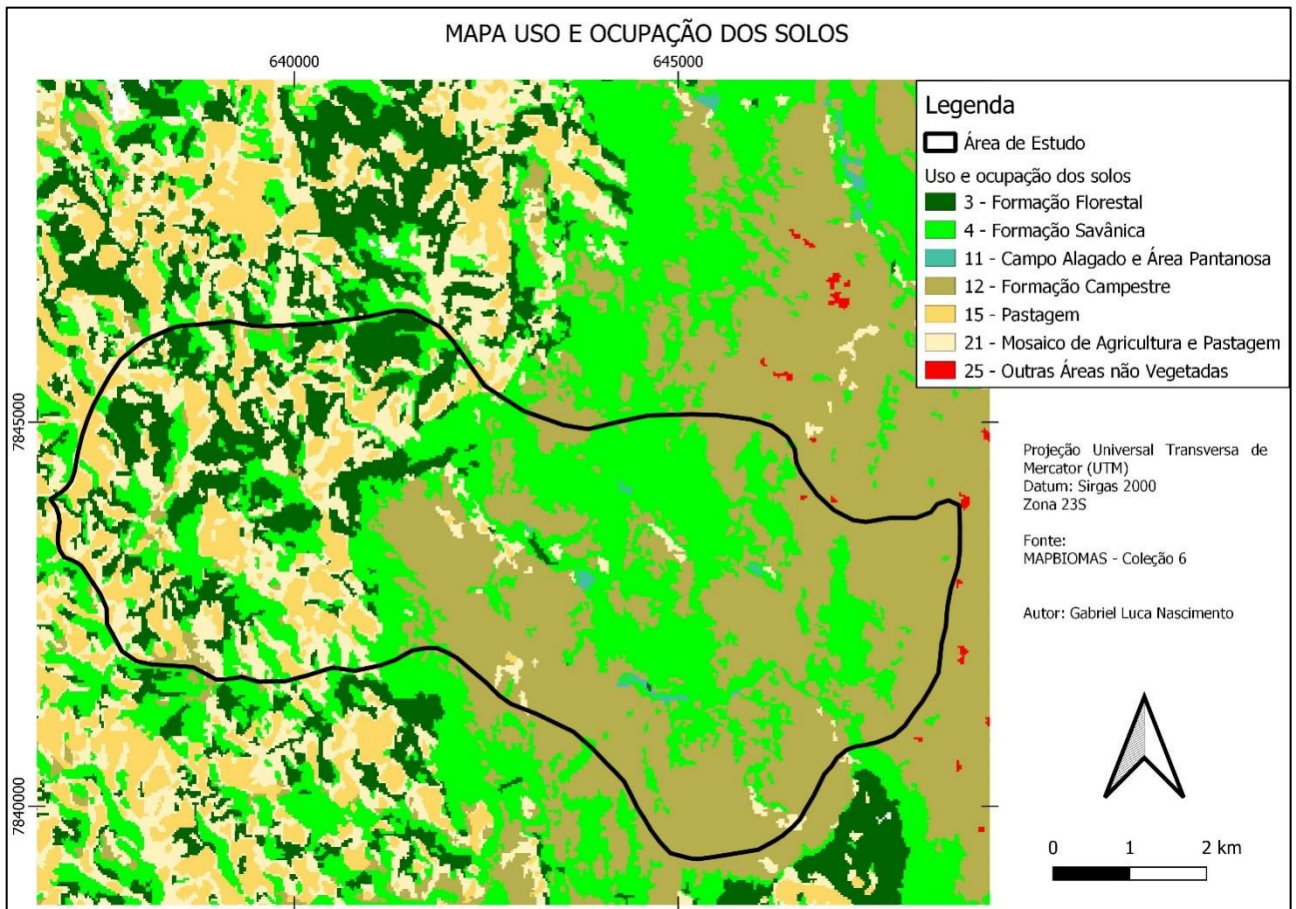 MAPA USO E OCUPAÇÃO DOS SOLOS
640000
645000
7845000
7840000
Legenda
Área de Estudo
Uso e ocupação dos solos
3 - Formação Florestal
4 - Formação Savânica
11 - Campo Alagado e Área Pantanosa
12 - Formação Campestre
15 - Pastagem
21 - Mosaico de Agricultura e Pastagem
25 - Outras Áreas não Vegetadas
Projeção Universal Transversa de
Mercator (UTM)
Datum: Sirgas 2000
Zona 23S
Fonte:
MAPBIOMAS - Coleção 6
Autor: Gabriel Luca Nascimento
0 1 2 km